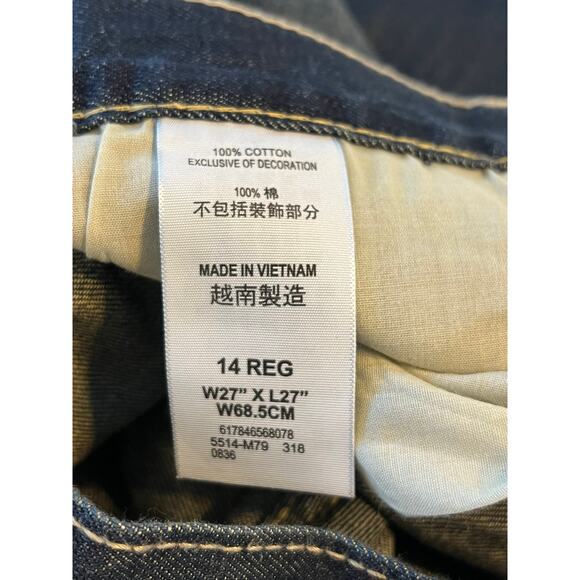 100% COTTON
EXCLUSIVE OF DECORATION
100% 棉
不包括裝飾部分
MADE IN VIETNAM
越南製造
14 REG
W27” X L27”
W68.5CM
617846568078
5514-M79 318
0836